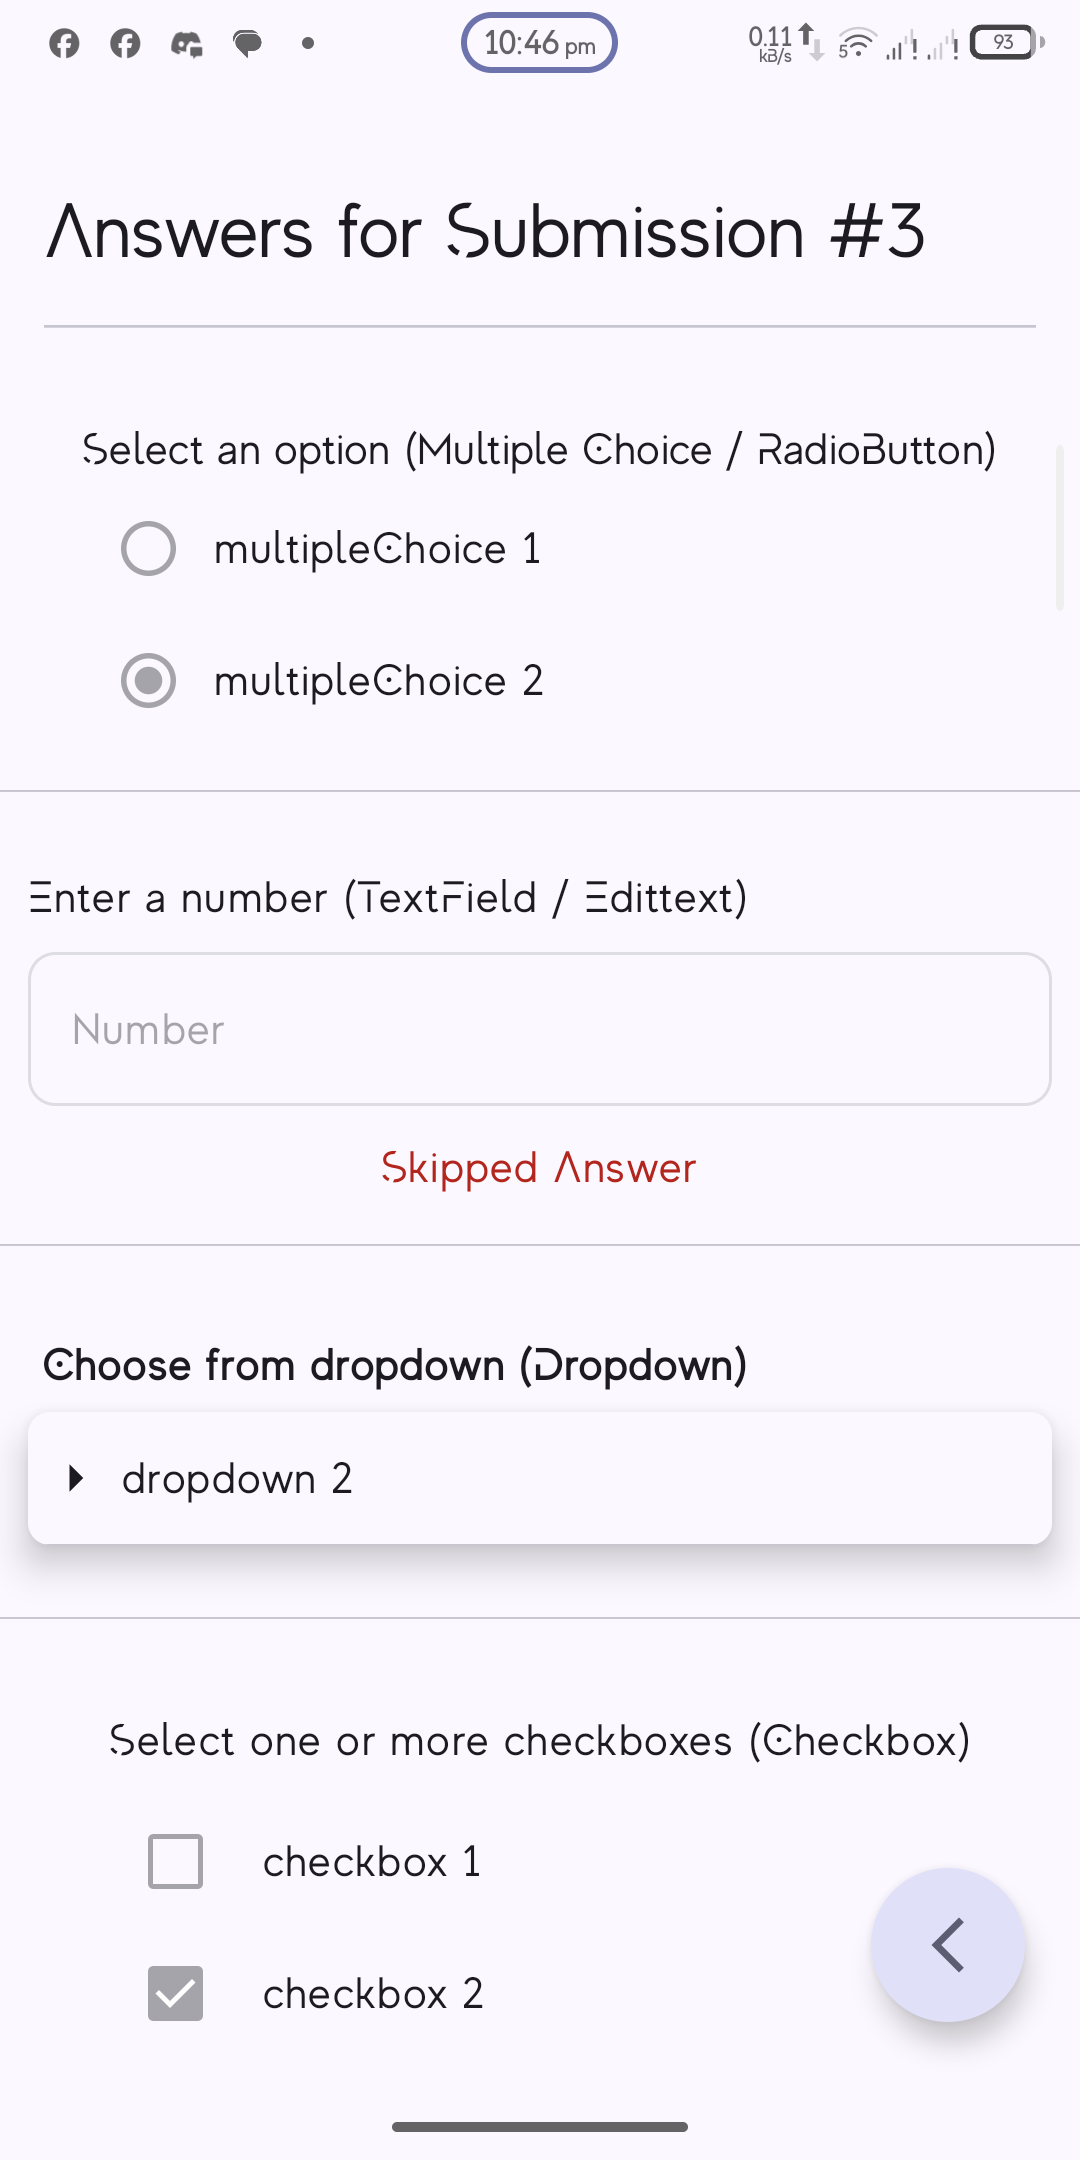 10:46 pm
0.11
kB/s
5
93
Answers for Submission #3
Select an option (Multiple Choice / RadioButton)
multipleChoice 1
multipleChoice 2
Enter a number (TextField / Edittext)
Number
Skipped Answer
Choose from dropdown (Dropdown)
dropdown 2
Select one or more checkboxes (Checkbox)
checkbox 1
checkbox 2